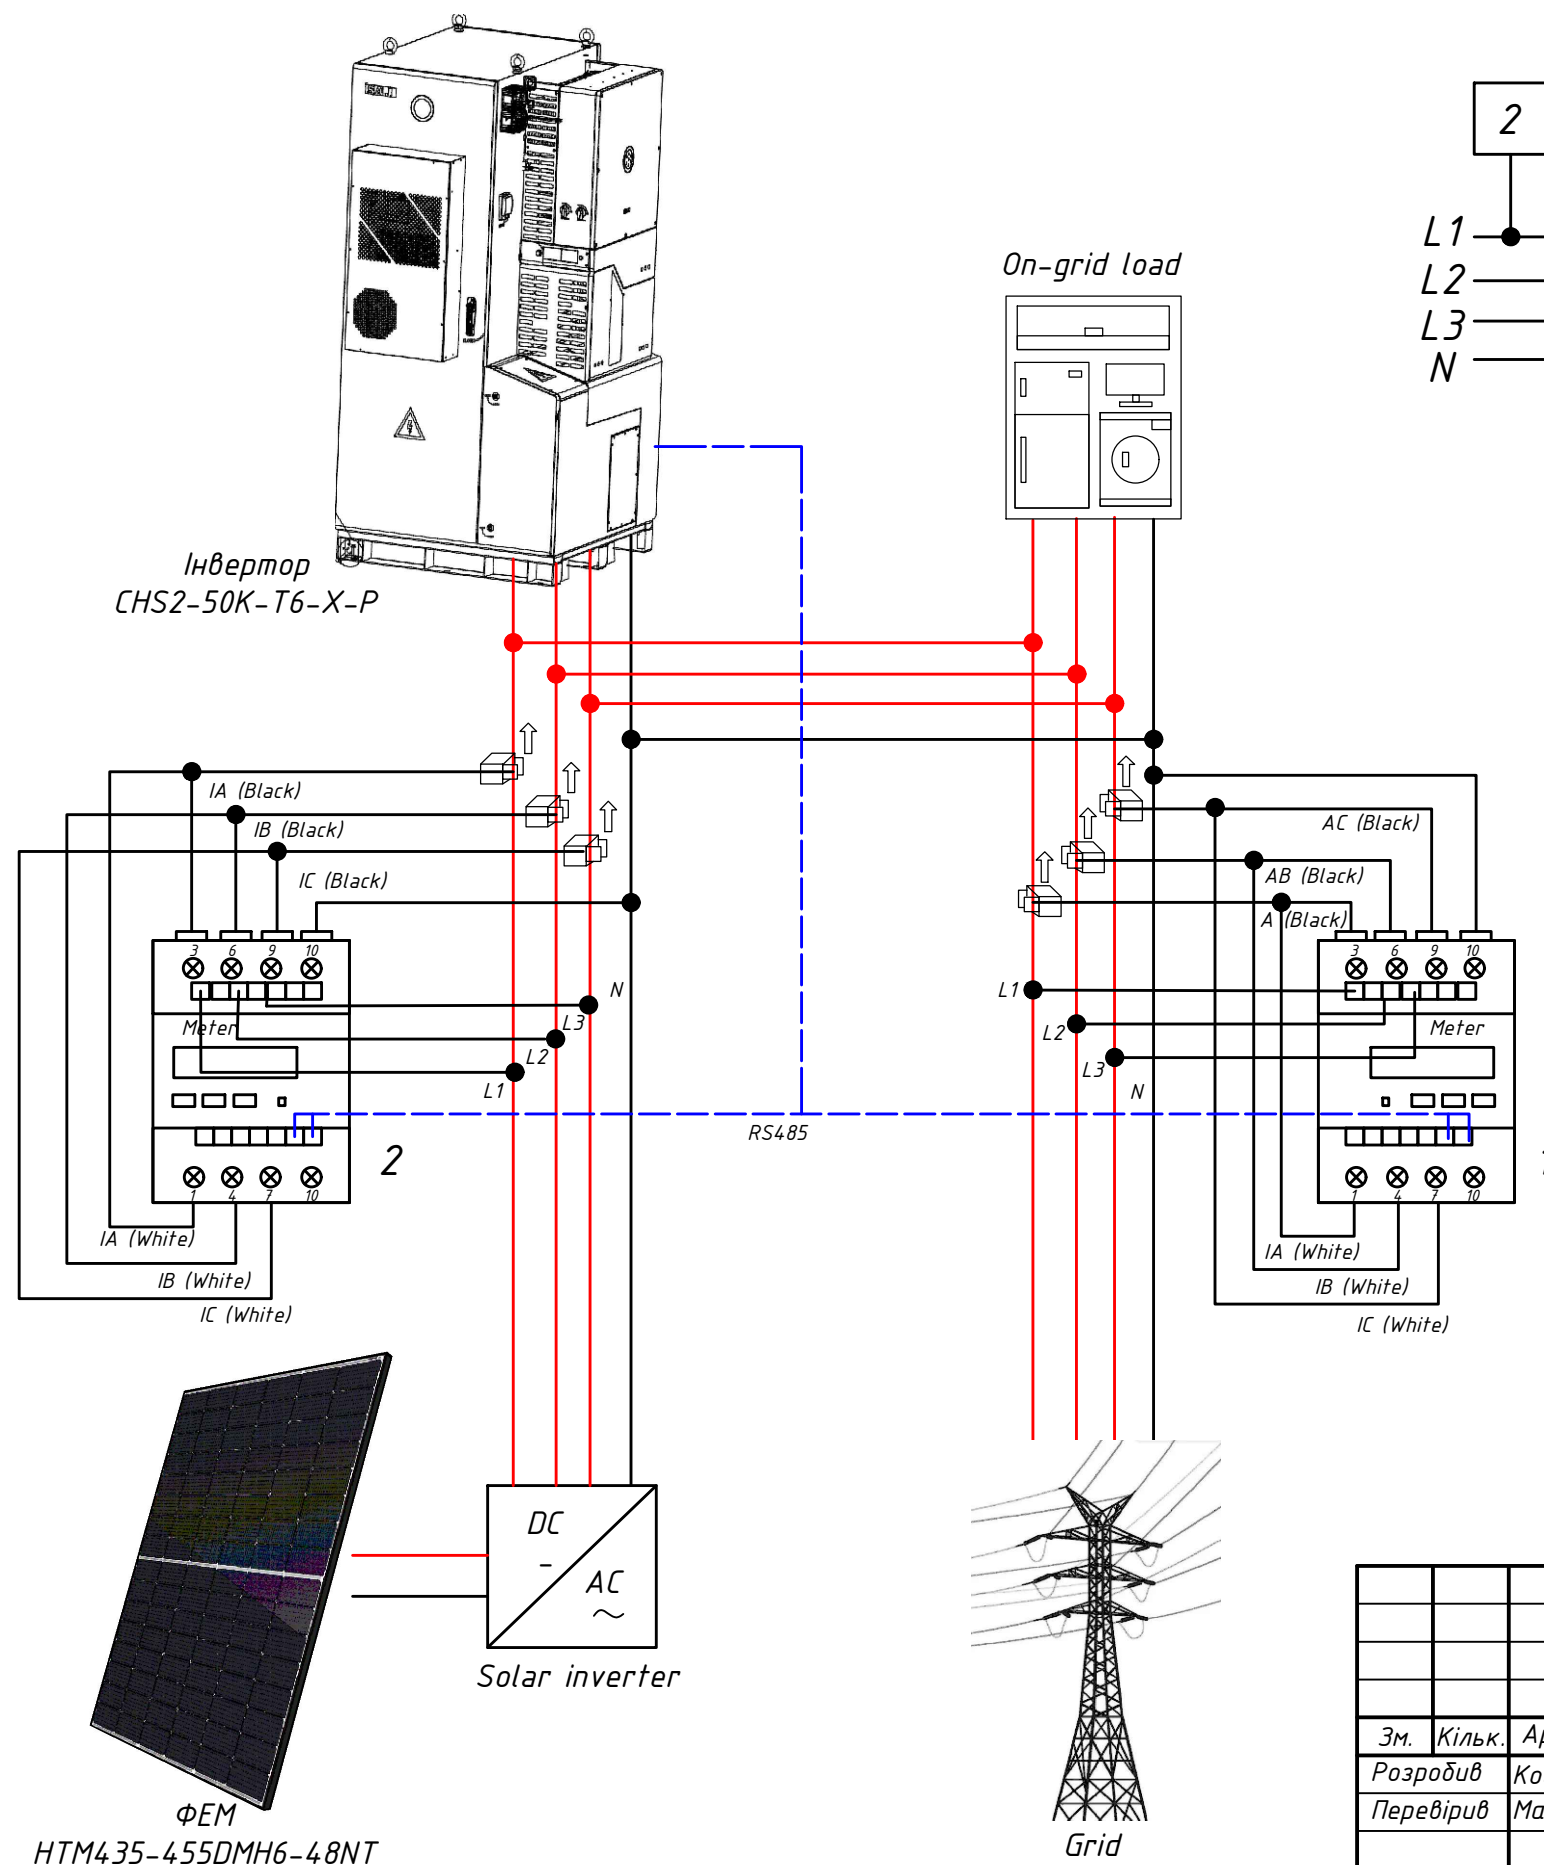 2
L1
L2
L3
N
On-grid load
Інвертор
CHS2-50K-T6-X-P
IA (Black)
IB (Black)
IC (Black)
AC (Black)
AB (Black)
A (Black)
3 6 9 10
3 6 9 10
N
L3
L2
L1
Meter
L1
L2
L3
N
Meter
RS485
2
1 4 7 10
1 4 7 10
IA (White)
IB (White)
IC (White)
IA (White)
IB (White)
IC (White)
DC
-
AC
~
Solar inverter
ФЕМ
HTM435-455DMH6-48NT
Grid
Зм. Кільк.
Розробив
Перевірив